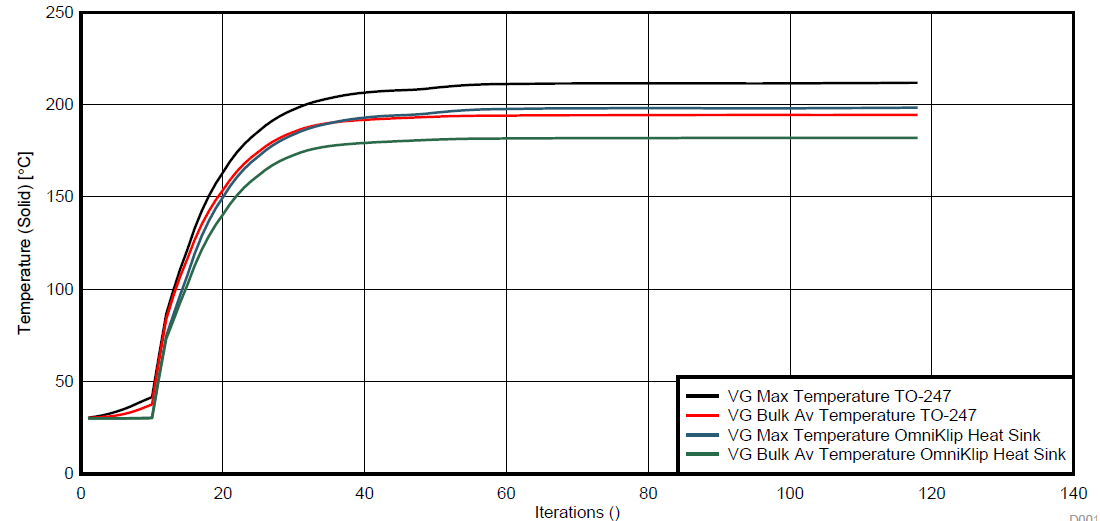 250
200
150
100
50
0
Temperature (Solid) [°C]
0 20 40 60 80 100 120 140
Iterations ()
VG Max Temperature TO-247
VG Bulk Av Temperature TO-247
VG Max Temperature OmniKlip Heat Sink
VG Bulk Av Temperature OmniKlip Heat Sink
D001